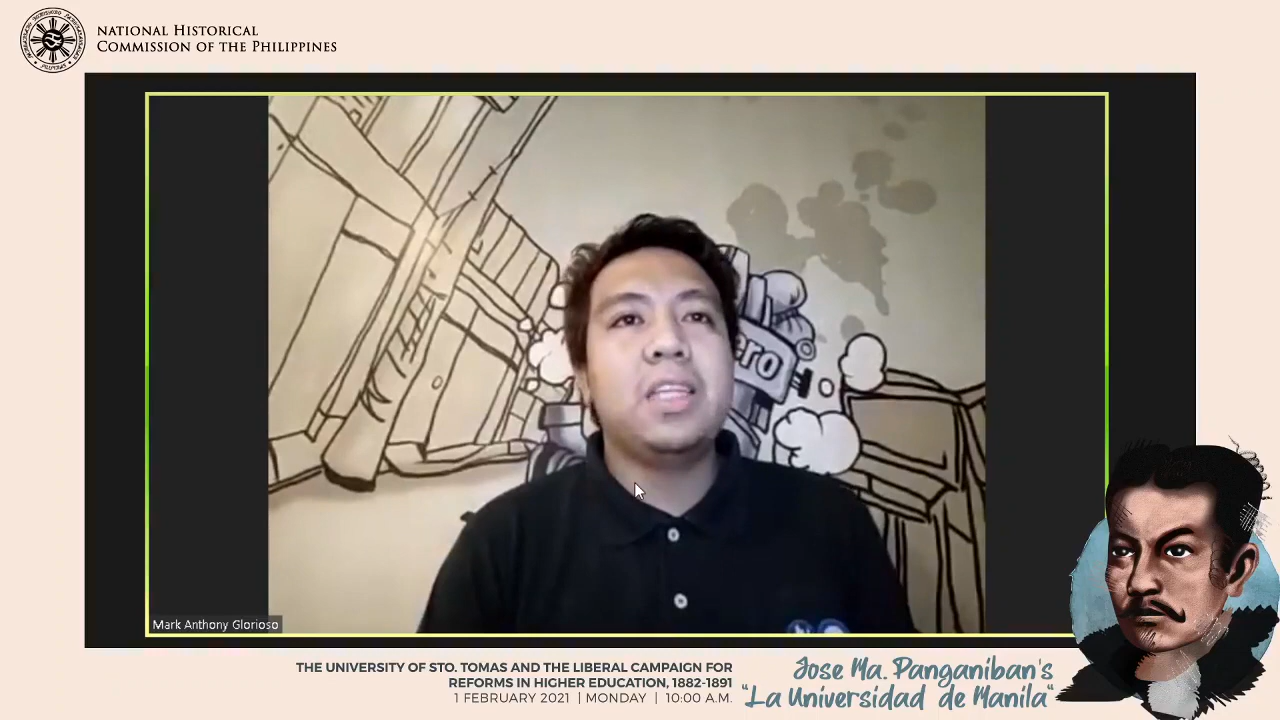 NATIONAL HISTORICAL
COMMISSION OF THE PHILIPPINES
ero
Mark Anthony Glorioso
THE UNIVERSITY OF STO. TOMAS AND THE LIBERAL CAMPAIGN FOR
REFORMS IN HIGHER EDUCATION, 1882-1891
1 FEBRUARY 2021 | MONDAY | 10:00 A.M.
Jose Ma. Panganiban's
"La Universidad de Manila"